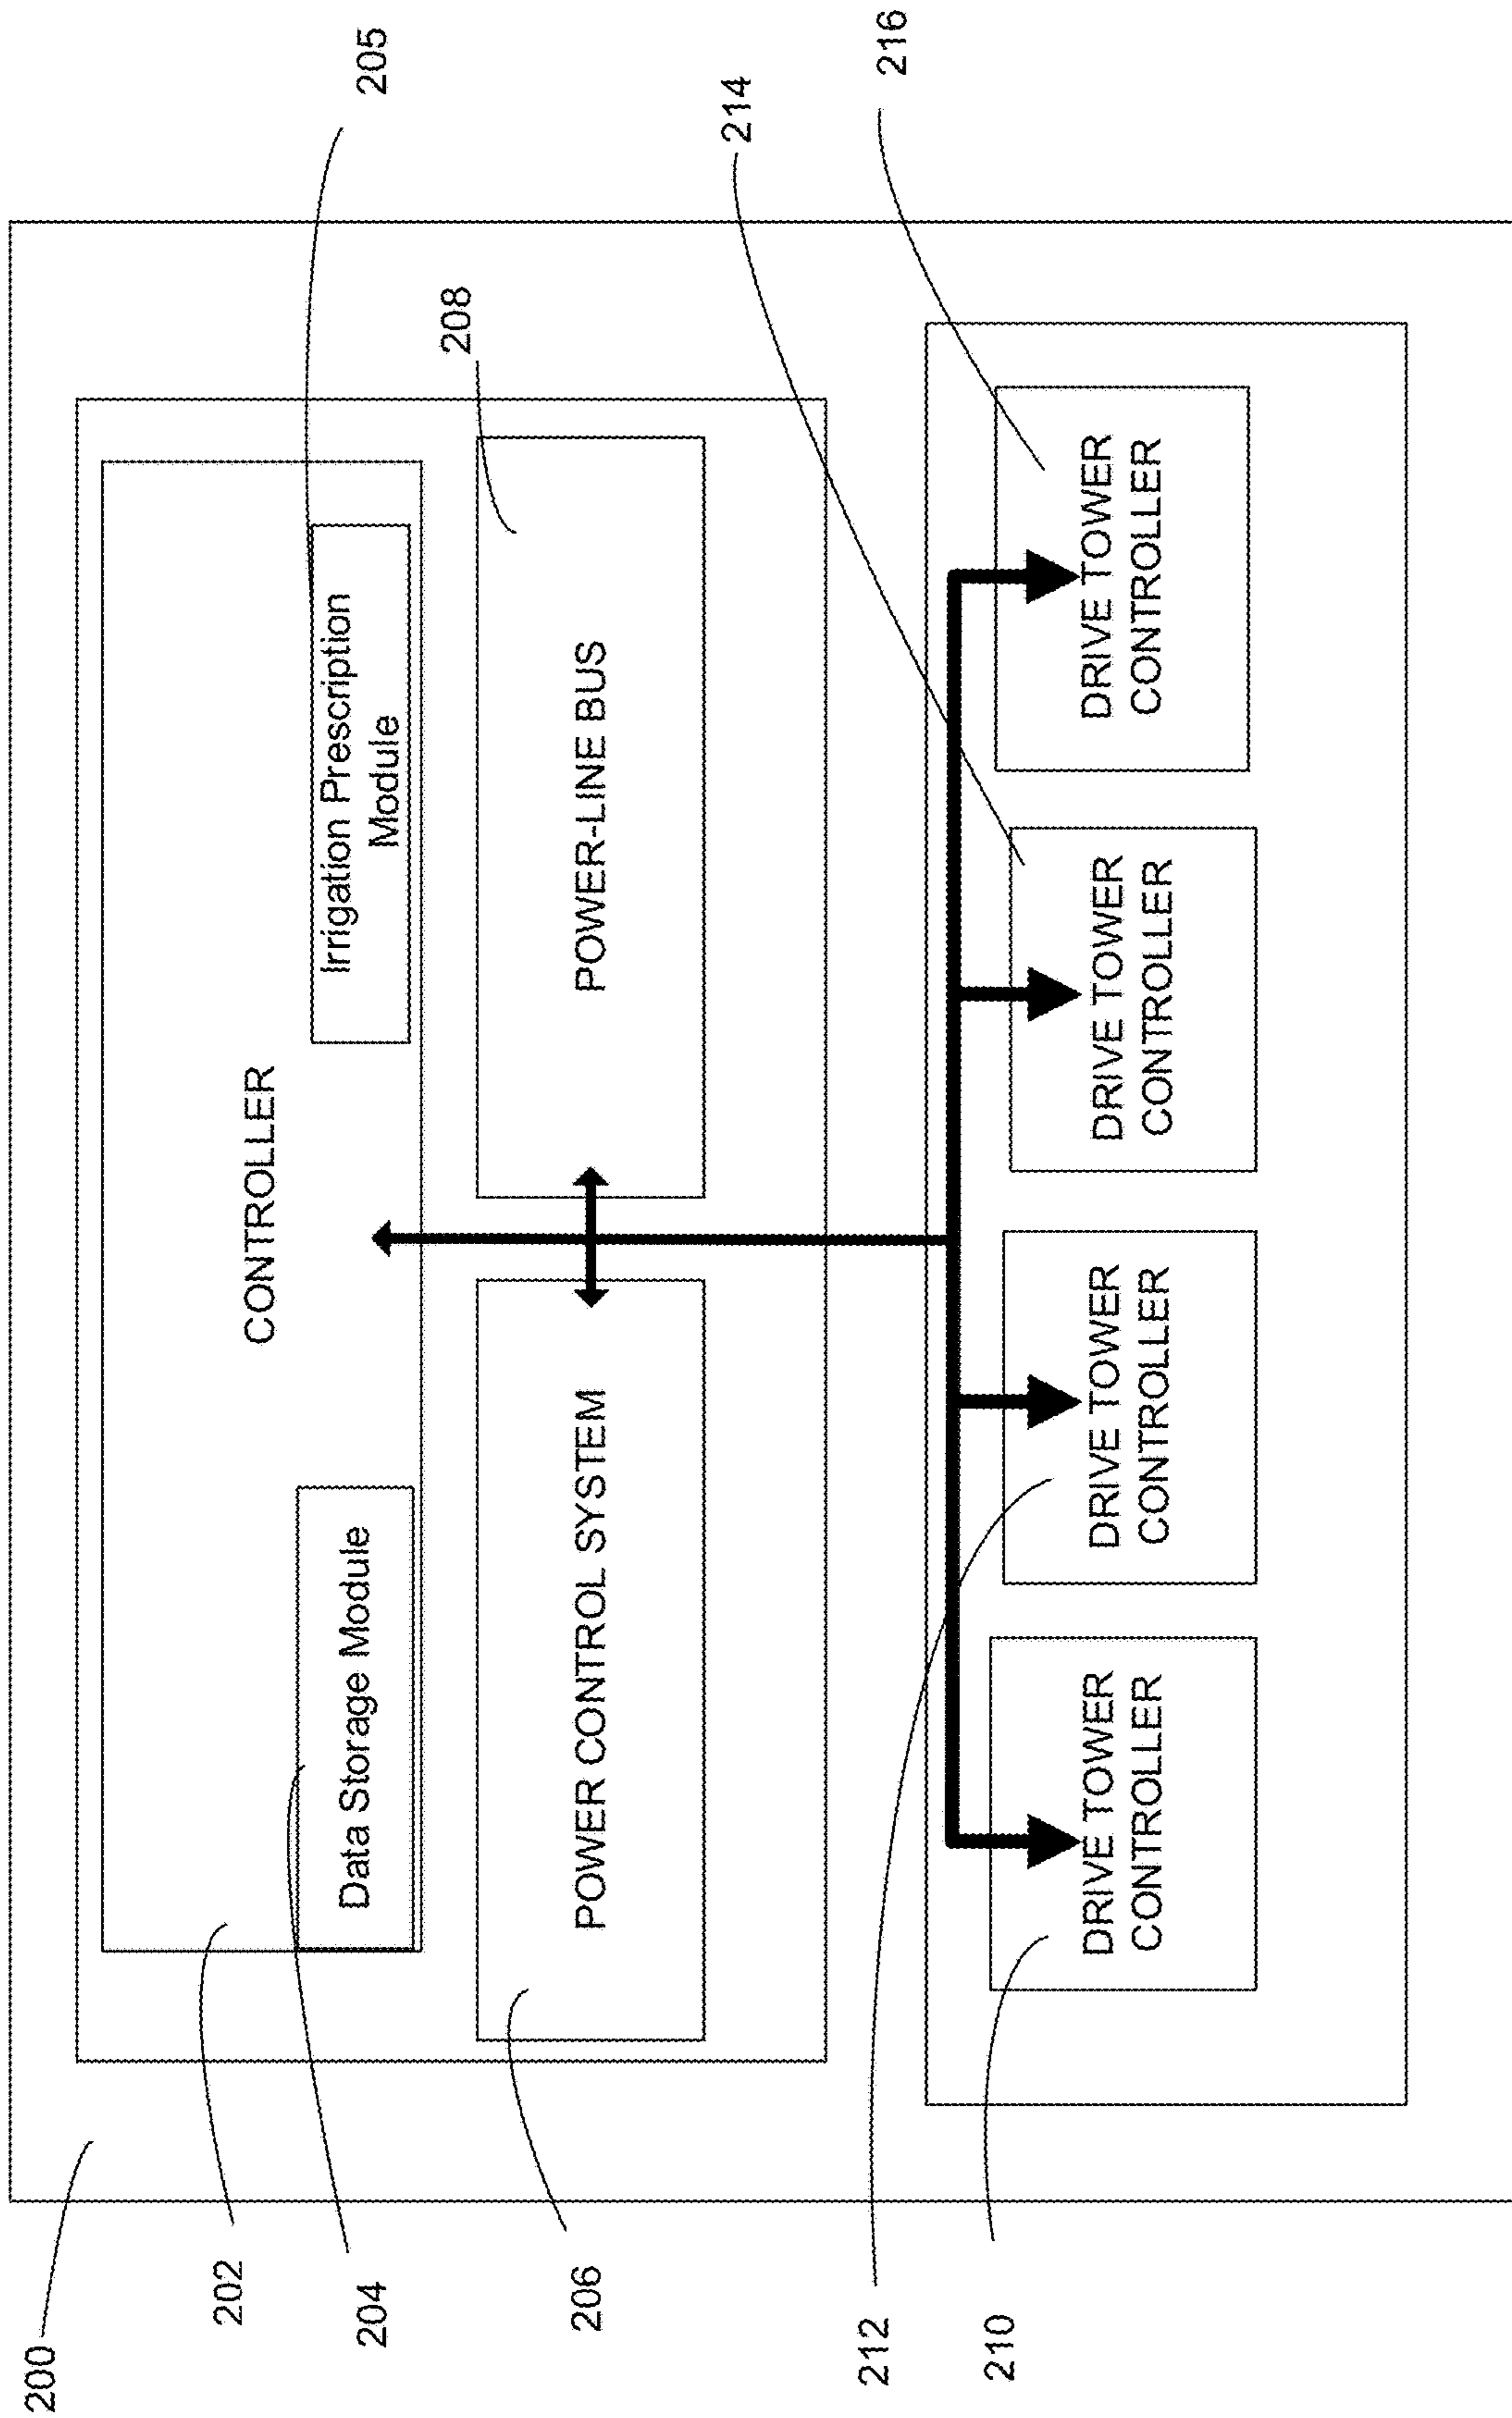 200
202
204
206
212
210
CONTROLLER
Data Storage Module
Irrigation Prescription
Module
POWER CONTROL SYSTEM
POWER-LINE BUS
DRIVE TOWER
CONTROLLER
DRIVE TOWER
CONTROLLER
DRIVE TOWER
CONTROLLER
DRIVE TOWER
CONTROLLER
205
208
214
216